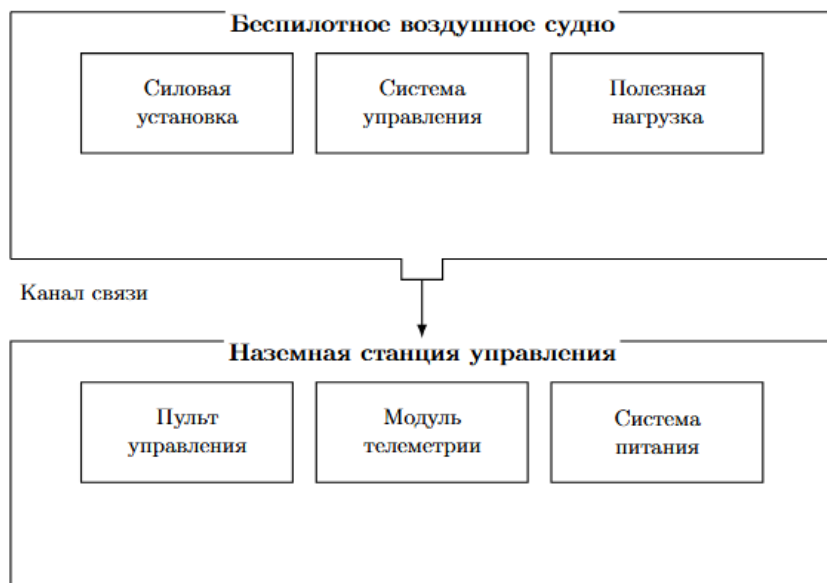 Беспилотное воздушное судно
Силовая
установка
Система
управления
Полезная
нагрузка
Канал связи
Наземная станция управления
Пульт
управления
Модуль
телеметрии
Система
питания